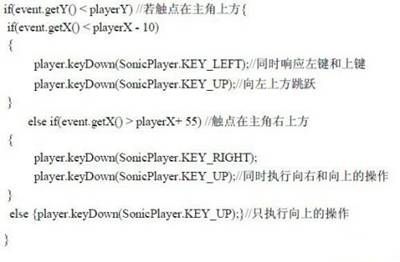 if(event.getY() < playerY) //若触点在主角上方{
if(event.getX() < playerX - 10)
{
player.keyDown(SonicPlayer.KEY_LEFT);//同时响应左键和上键
player.keyDown(SonicPlayer.KEY_UP);//向左上方跳跃
}
else if(event.getX() > playerX+ 55) //触点在主角右上方
{
player.keyDown(SonicPlayer.KEY_RIGHT);
player.keyDown(SonicPlayer.KEY_UP);//同时执行向右和向上的操作
}
else {player.keyDown(SonicPlayer.KEY_UP);}//只执行向上的操作
}